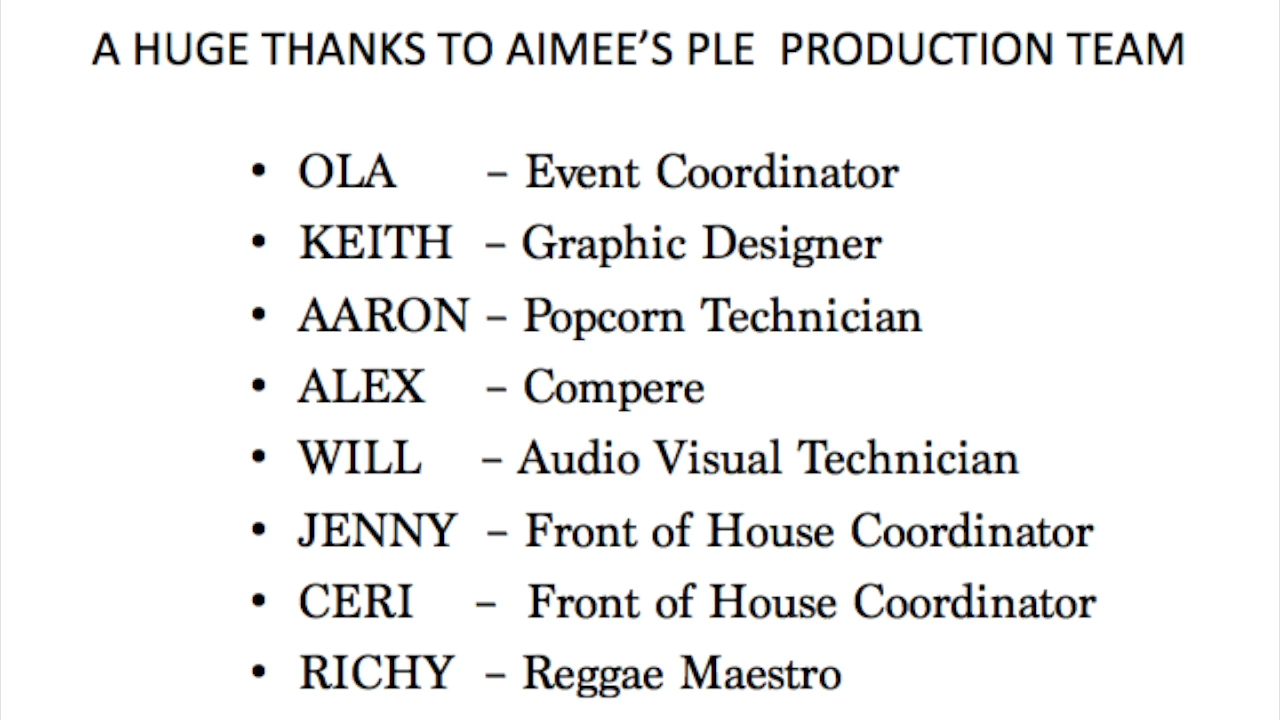 A HUGE THANKS TO AIMEE’S PLE  PRODUCTION TEAM
• OLA – Event Coordinator
• KEITH – Graphic Designer
• AARON – Popcorn Technician
• ALEX – Compere
• WILL – Audio Visual Technician
• JENNY – Front of House Coordinator
• CERI – Front of House Coordinator
• RICHY – Reggae Maestro